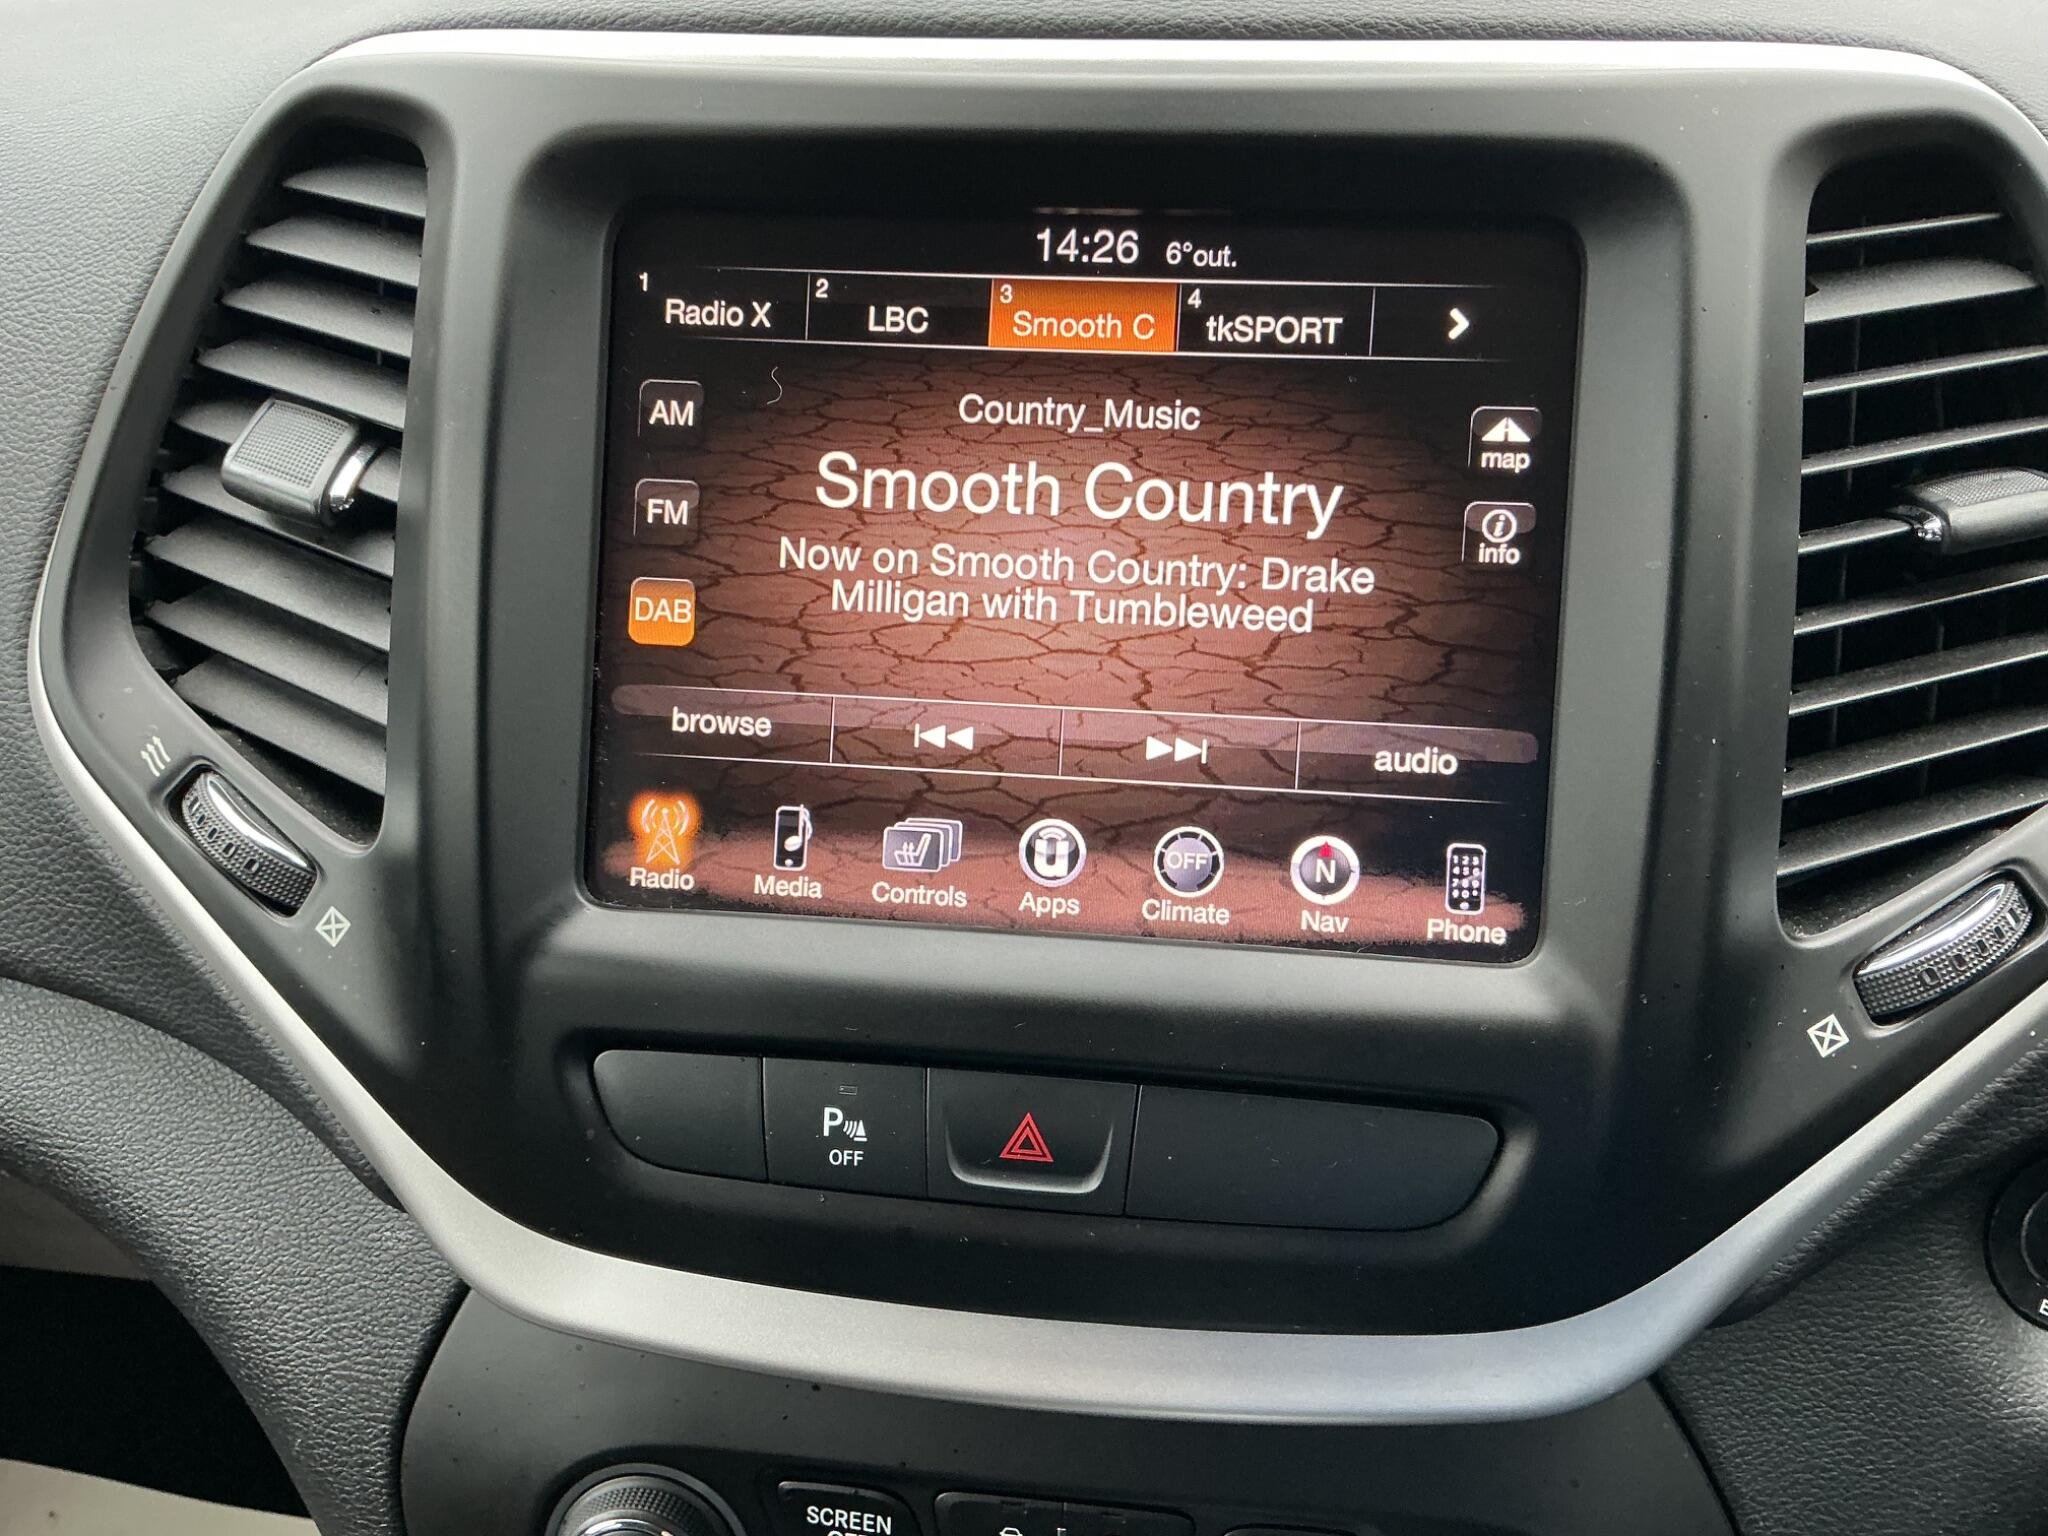 14:26 6°out.
1 Radio X
2 LBC
3 Smooth C
4 tkSPORT
AM
Country_Music
map
Smooth Country
FM
info
Now on Smooth Country: Drake
Milligan with Tumbleweed
DAB
browse
audio
Radio
Media
Controls
Apps
OFF
Climate
N
Nav
Phone
P
OFF
SCREEN
OFF